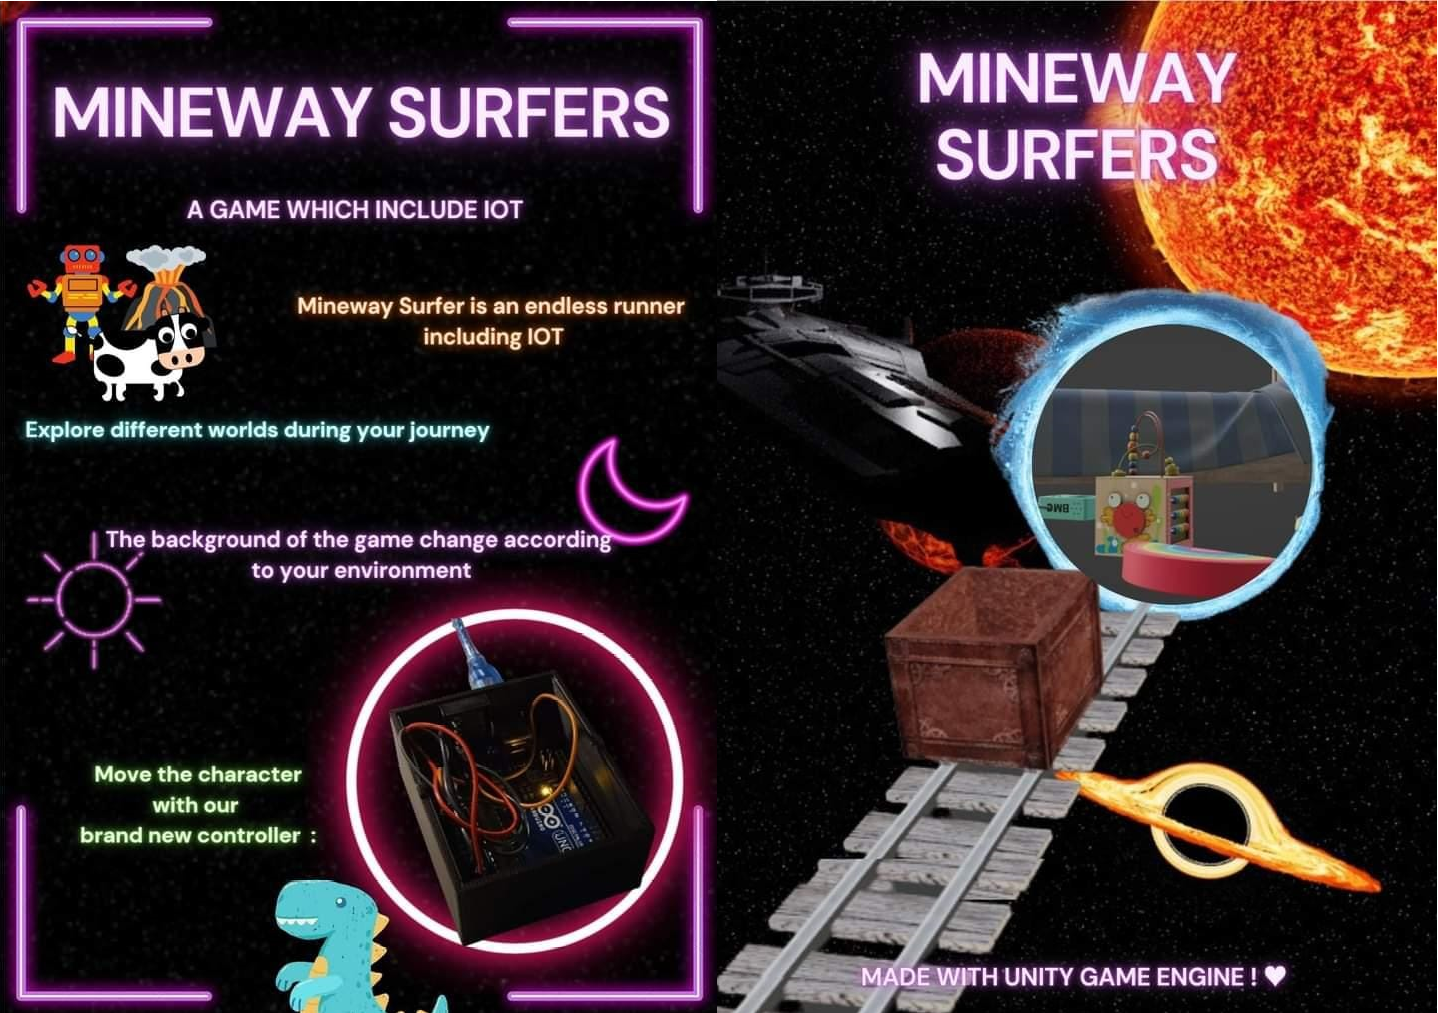 MINEWAY SURFERS
A GAME WHICH INCLUDE IOT
Mineway Surfer is an endless runner
including IOT
Explore different worlds during your journey
The background of the game change according
to your environment
Move the character
with our
brand new controller :
UNO
MINEWAY
SURFERS
BMC
MADE WITH UNITY GAME ENGINE ! ♥